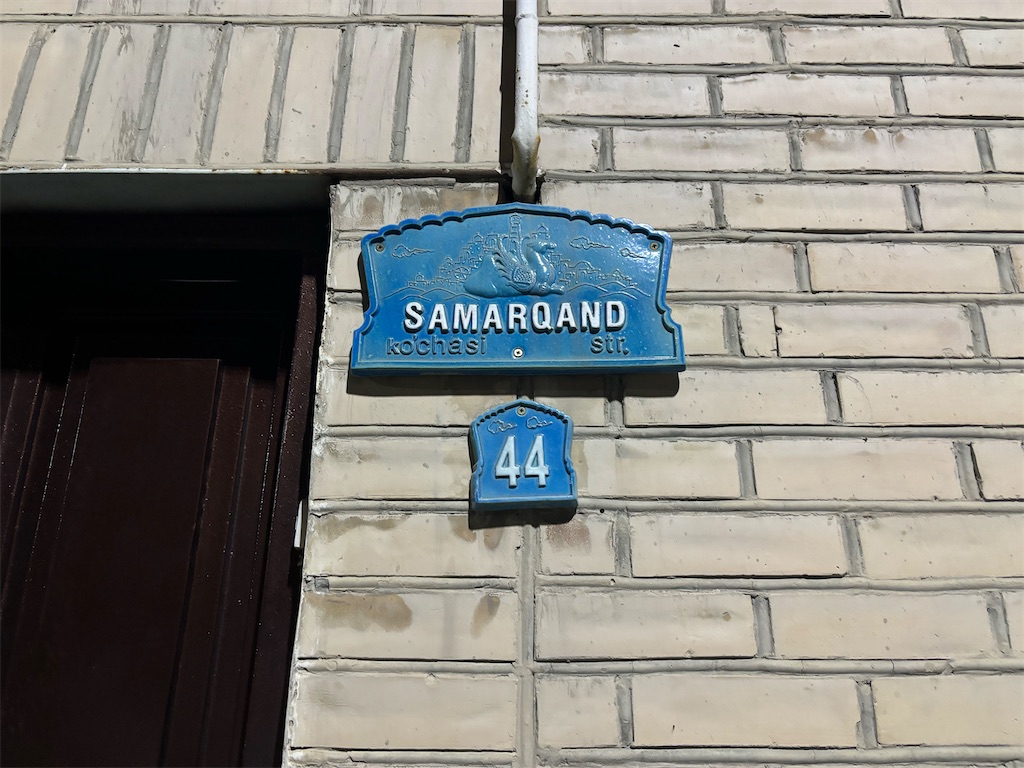 SAMARQAND
ko'chasi str.
44